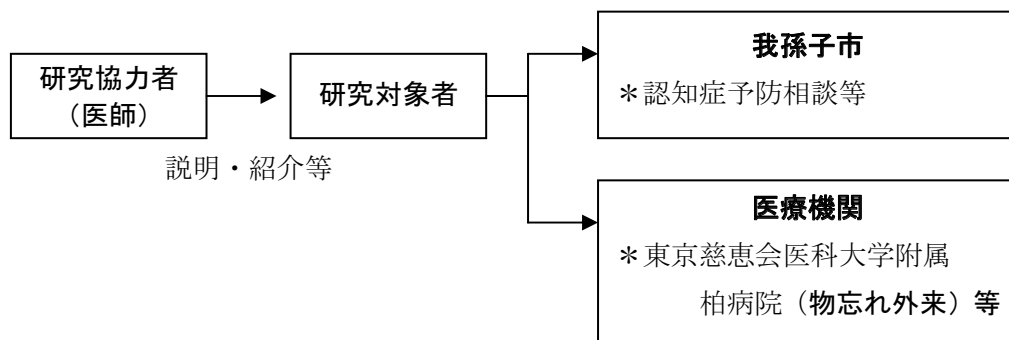 研究協力者
（医師）
研究対象者
説明・紹介等
我孫子市
＊認知症予防相談等
医療機関
＊東京慈恵会医科大学附属
柏病院（物忘れ外来）等